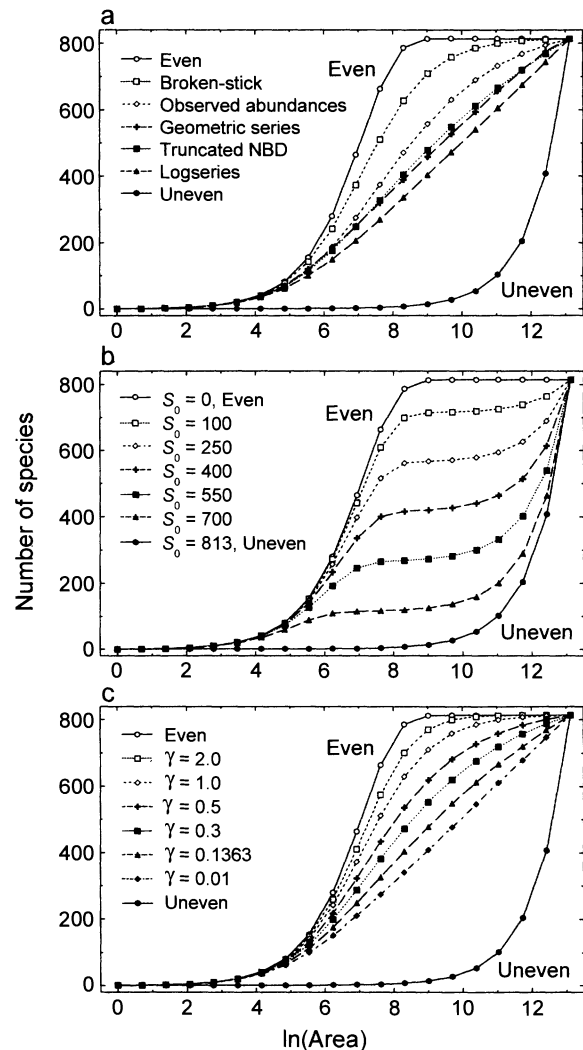 a
800
600
400
200
0
Even
Broken-stick
Observed abundances
Geometric series
Truncated NBD
Logseries
Uneven
Even
Uneven
0 2 4 6 8 10 12
b
Number of species
800
600
400
200
0
S₀ = 0, Even
S₀ = 100
S₀ = 250
S₀ = 400
S₀ = 550
S₀ = 700
S₀ = 813, Uneven
Even
Uneven
0 2 4 6 8 10 12
c
800
600
400
200
0
Even
γ = 2.0
γ = 1.0
γ = 0.5
γ = 0.3
γ = 0.1363
γ = 0.01
Uneven
Even
Uneven
0 2 4 6 8 10 12
ln(Area)